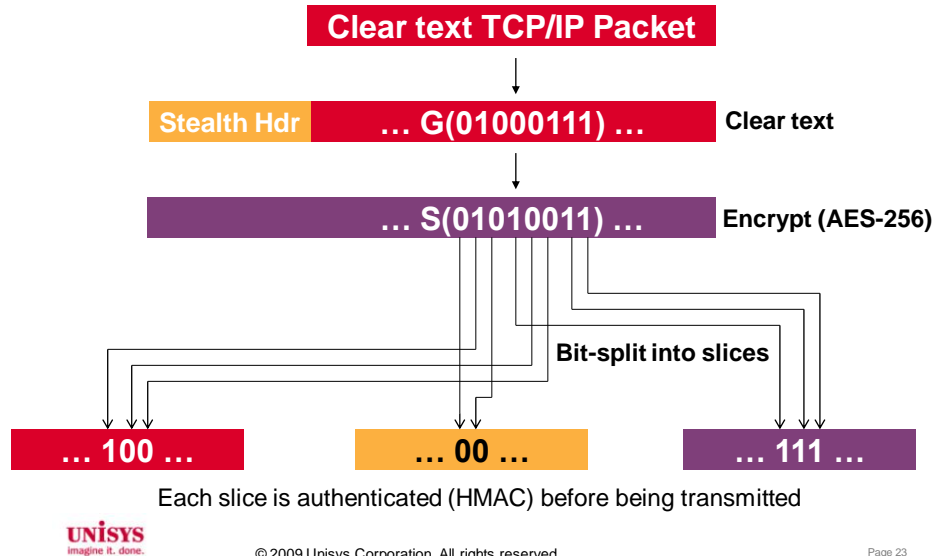 Clear text TCP/IP Packet
Stealth Hdr
... G(01000111) ...
Clear text
... S(01010011) ...
Encrypt (AES-256)
Bit-split into slices
... 100 ...
... 00 ...
... 111 ...
Each slice is authenticated (HMAC) before being transmitted
UNISYS
imagine it. done.
© 2009 Unisys Corporation. All rights reserved
Page 23